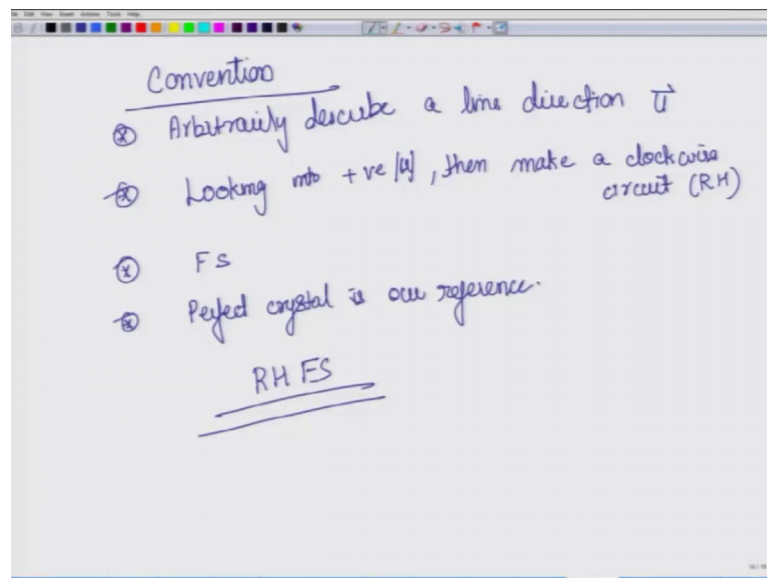 Convention
⊛ Arbitrarily describe a line direction u⃗
⊛ Looking into +ve |u|, then make a clockwise
circuit (RH)
⊛ FS
⊛ Perfect crystal is our reference.
RH FS